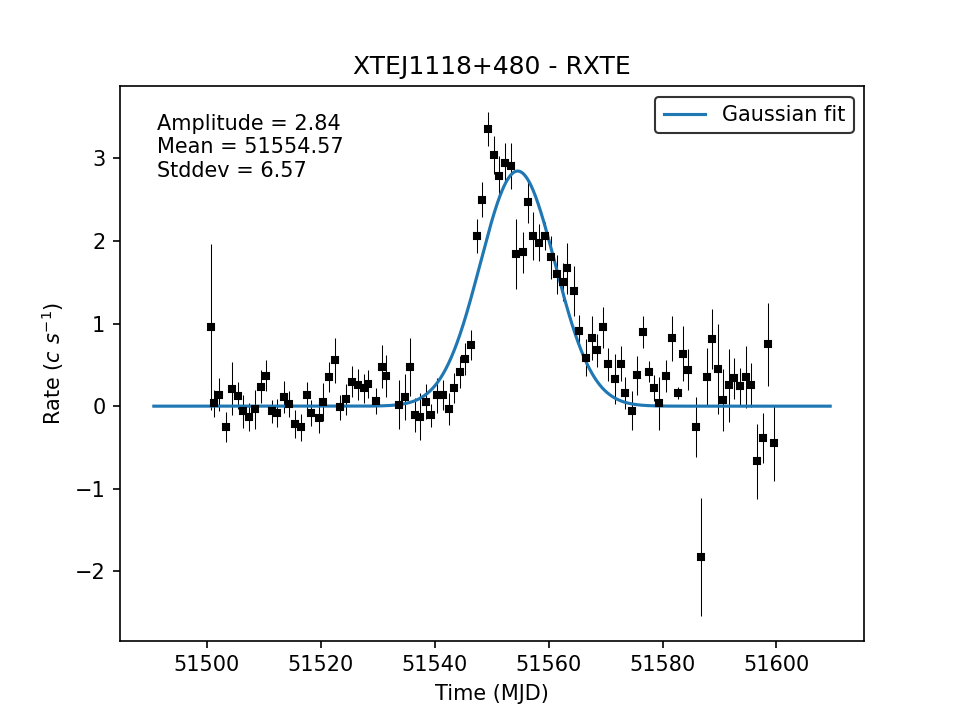 XTEJ1118+480 - RXTE
Amplitude = 2.84
Mean = 51554.57
Stddev = 6.57
Gaussian fit
3
2
1
0
−1
−2
Rate (c s⁻¹)
51500 51520 51540 51560 51580 51600
Time (MJD)